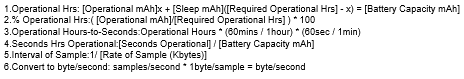 1.Operational Hrs: [Operational mAh]x + [Sleep mAh]([Required Operational Hrs] - x) = [Battery Capacity mAh]
2.% Operational Hrs:( [Operational mAh]/[Required Operational Hrs] ) * 100
3.Operational Hours-to-Seconds:Operational Hours * (60mins / 1hour) * (60sec / 1min)
4.Seconds Hrs Operational:[Seconds Operational] / [Battery Capacity mAh]
5.Interval of Sample:1/ [Rate of Sample (Kbytes)]
6.Convert to byte/second: samples/second * 1byte/sample = byte/second